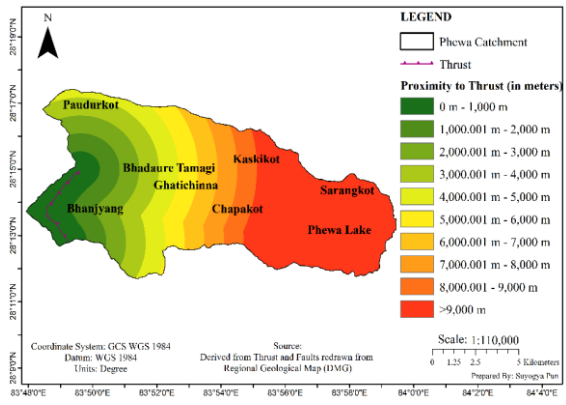 N
28°19'0"N
28°17'0"N
28°15'0"N
28°13'0"N
28°11'0"N
28°9'0"N
Paudurkot
Bhadaure Tamagi
Ghatichinna
Kaskikot
Sarangkot
Bhanjyang
Chapakot
Phewa Lake
Coordinate System: GCS WGS 1984
Datum: WGS 1984
Units: Degree
Source:
Derived from Thrust and Faults redrawn from
Regional Geological Map (DMG)
83°48'0"E 83°50'0"E 83°52'0"E 83°54'0"E 83°56'0"E 83°58'0"E 84°0'0"E 84°2'0"E 84°4'0"E
LEGEND
Phewa Catchment
Thrust
Proximity to Thrust (in meters)
0 m - 1,000 m
1,000.001 m - 2,000 m
2,000.001 m - 3,000 m
3,000.001 m - 4,000 m
4,000.001 m - 5,000 m
5,000.001 m - 6,000 m
6,000.001 m - 7,000 m
7,000.001 m - 8,000 m
8,000.001 m - 9,000 m
>9,000 m
Scale: 1:110,000
0 1.25 2.5 5 Kilometers
Prepared By: Suyogya Pun